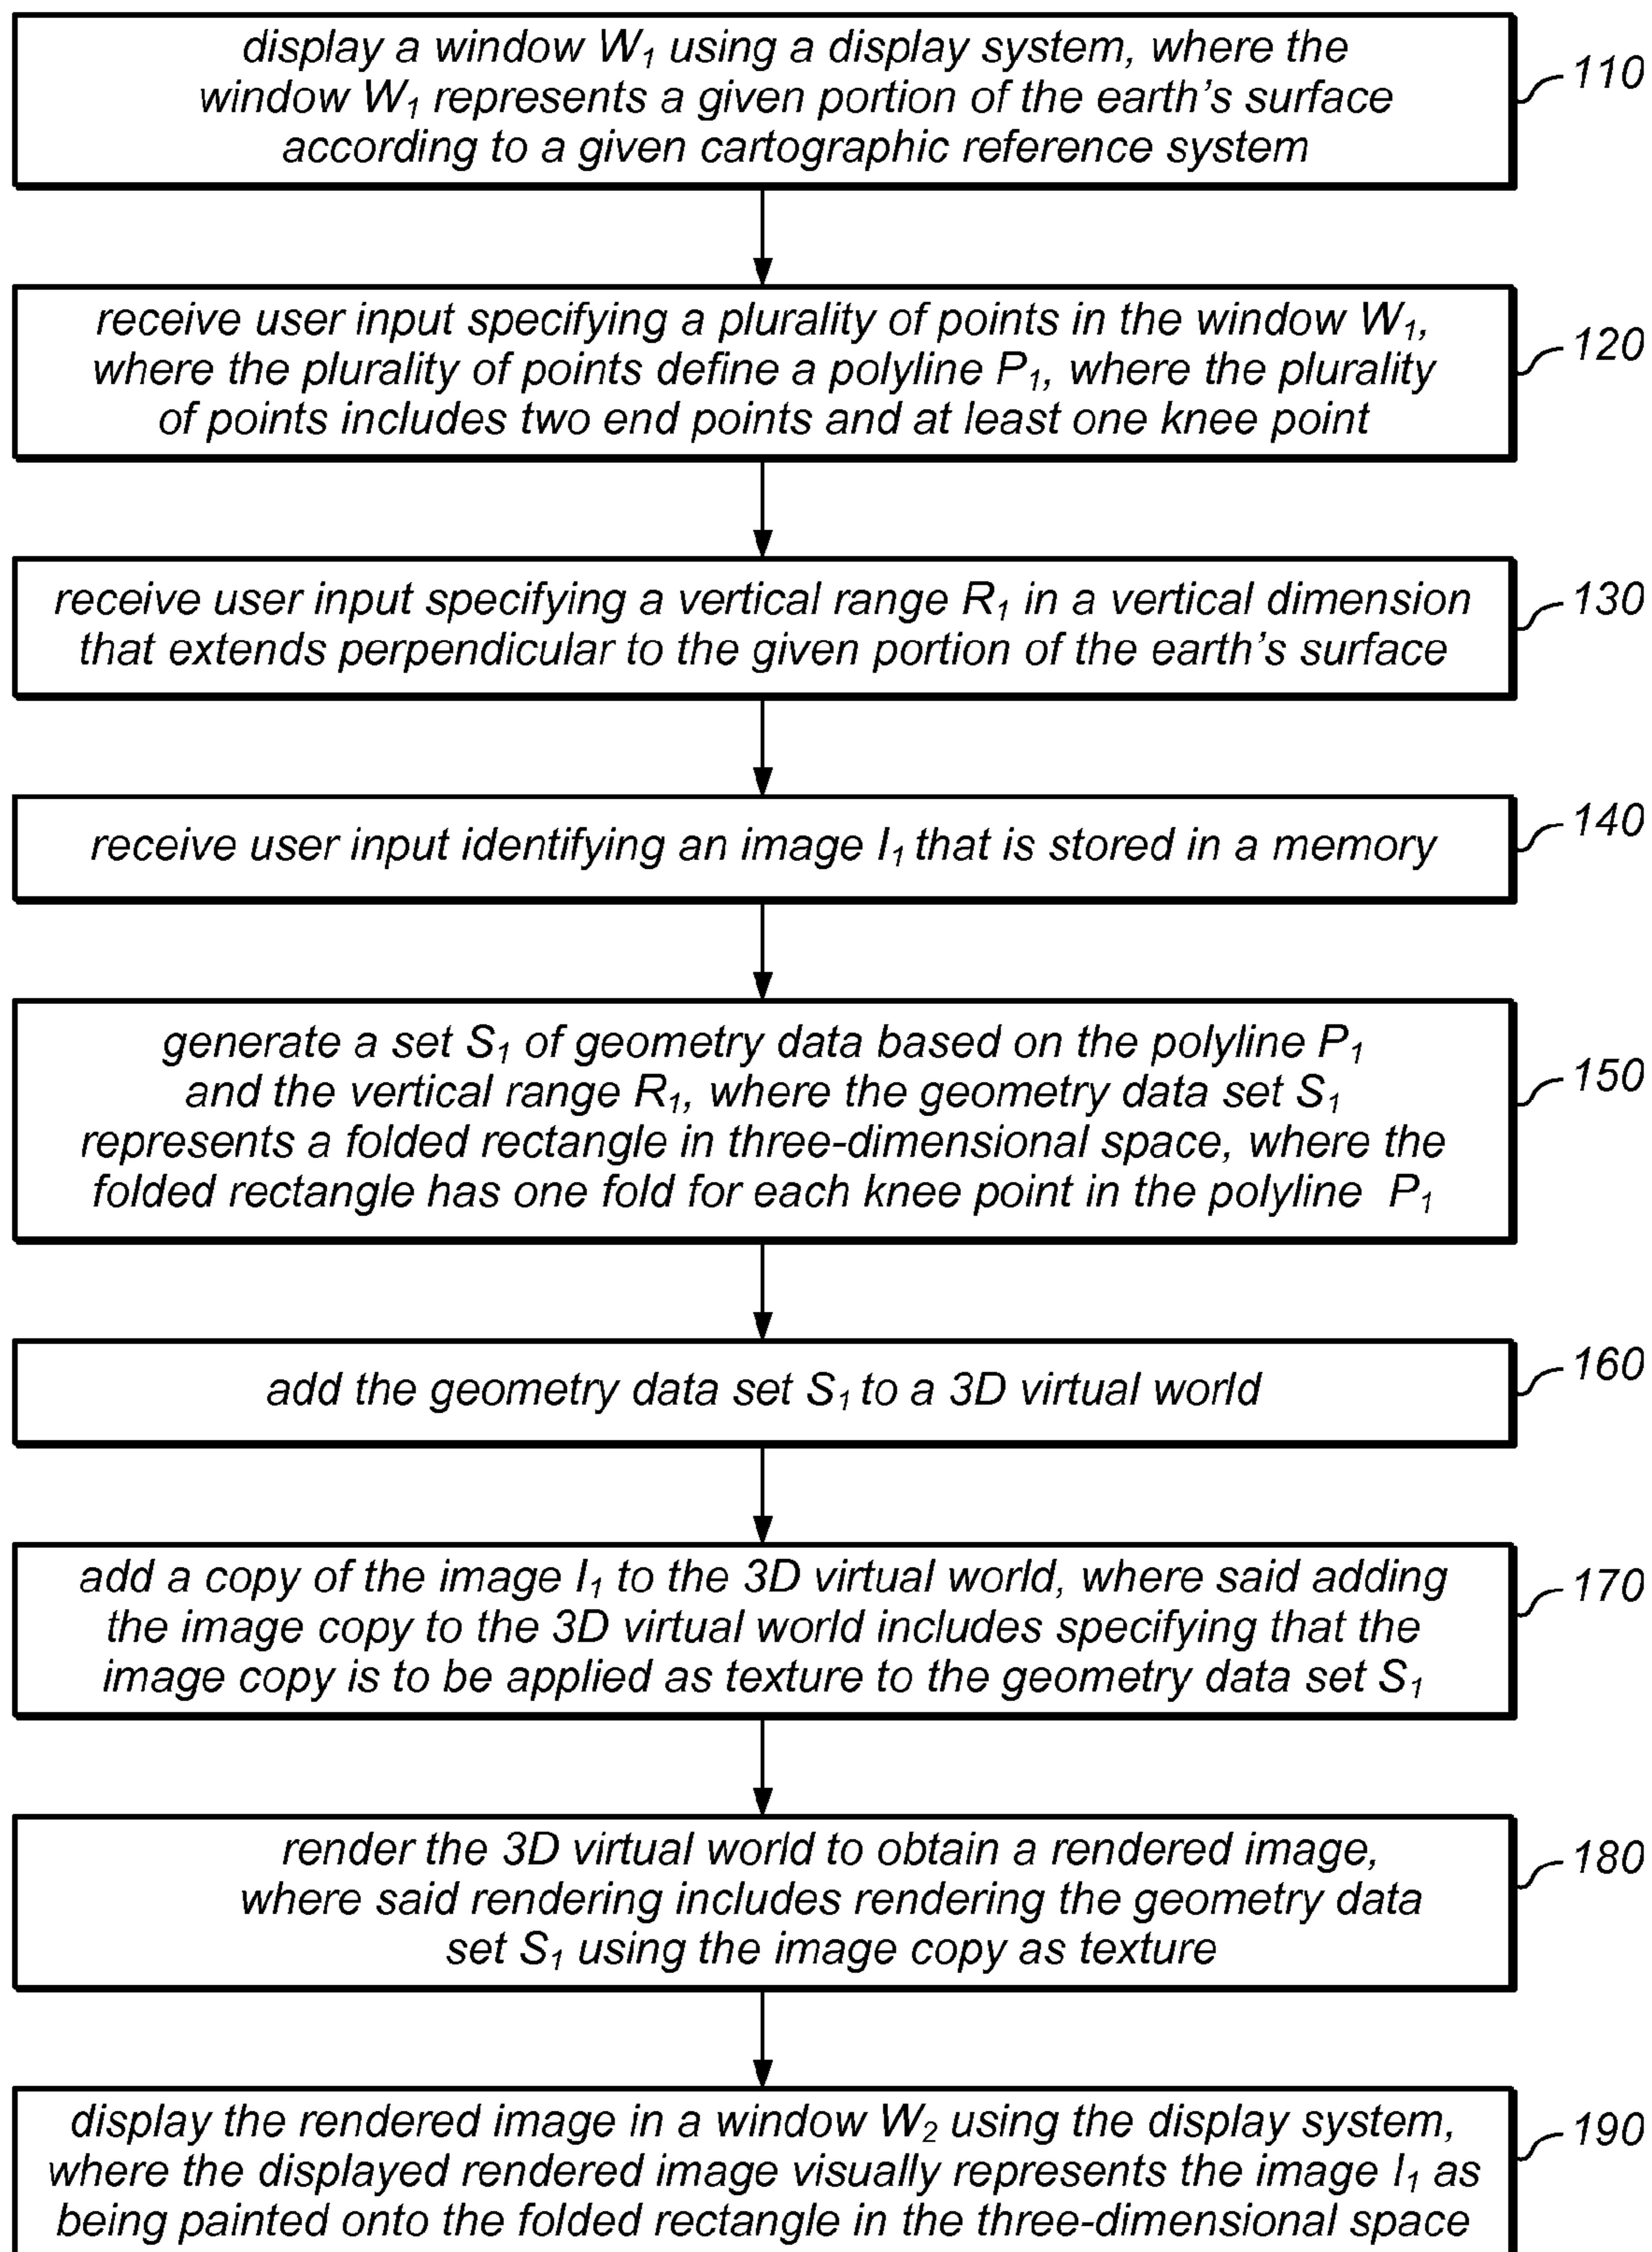 display a window W₁ using a display system, where the
window W₁ represents a given portion of the earth's surface
according to a given cartographic reference system
110
receive user input specifying a plurality of points in the window W₁,
where the plurality of points define a polyline P₁, where the plurality
of points includes two end points and at least one knee point
120
receive user input specifying a vertical range R₁ in a vertical dimension
that extends perpendicular to the given portion of the earth's surface
130
receive user input identifying an image I₁ that is stored in a memory
140
generate a set S₁ of geometry data based on the polyline P₁
and the vertical range R₁, where the geometry data set S₁
represents a folded rectangle in three-dimensional space, where the
folded rectangle has one fold for each knee point in the polyline P₁
150
add the geometry data set S₁ to a 3D virtual world
160
add a copy of the image I₁ to the 3D virtual world, where said adding
the image copy to the 3D virtual world includes specifying that the
image copy is to be applied as texture to the geometry data set S₁
170
render the 3D virtual world to obtain a rendered image,
where said rendering includes rendering the geometry data
set S₁ using the image copy as texture
180
display the rendered image in a window W₂ using the display system,
where the displayed rendered image visually represents the image I₁ as
being painted onto the folded rectangle in the three-dimensional space
190